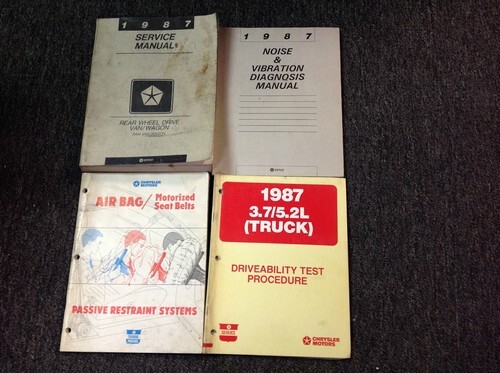 1987
SERVICE
MANUAL
REAR WHEEL DRIVE
VAN/WAGON
1987
NOISE
&
VIBRATION
DIAGNOSIS
MANUAL
CHRYSLER
MOTORS
AIR BAG/ Motorized
Seat Belts
PASSIVE RESTRAINT SYSTEMS
1987
3.7/5.2L
(TRUCK)
DRIVEABILITY TEST
PROCEDURE
SERVICE
CHRYSLER
MOTORS